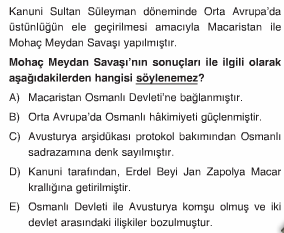 Kanuni Sultan Süleyman döneminde Orta Avrupa'da
üstünlüğün ele geçirilmesi amacıyla Macaristan ile
Mohaç Meydan Savaşı yapılmıştır.
Mohaç Meydan Savaşı'nın sonuçları ile ilgili olarak
aşağıdakilerden hangisi söylenemez?
A) Macaristan Osmanlı Devleti'ne bağlanmıştır.
B) Orta Avrupa'da Osmanlı hâkimiyeti güçlenmiştir.
C) Avusturya arşidükası protokol bakımından Osmanlı
sadrazamına denk sayılmıştır.
D) Kanuni tarafından, Erdel Beyi Jan Zapolya Macar
krallığına getirilmiştir.
E) Osmanlı Devleti ile Avusturya komşu olmuş ve iki
devlet arasındaki ilişkiler bozulmuştur.